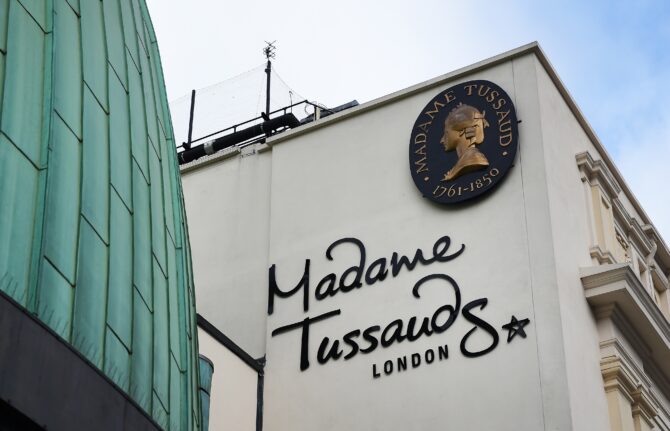 MADAME TUSSAUD
· 1761-1850 ·
Madame
Tussauds
LONDON